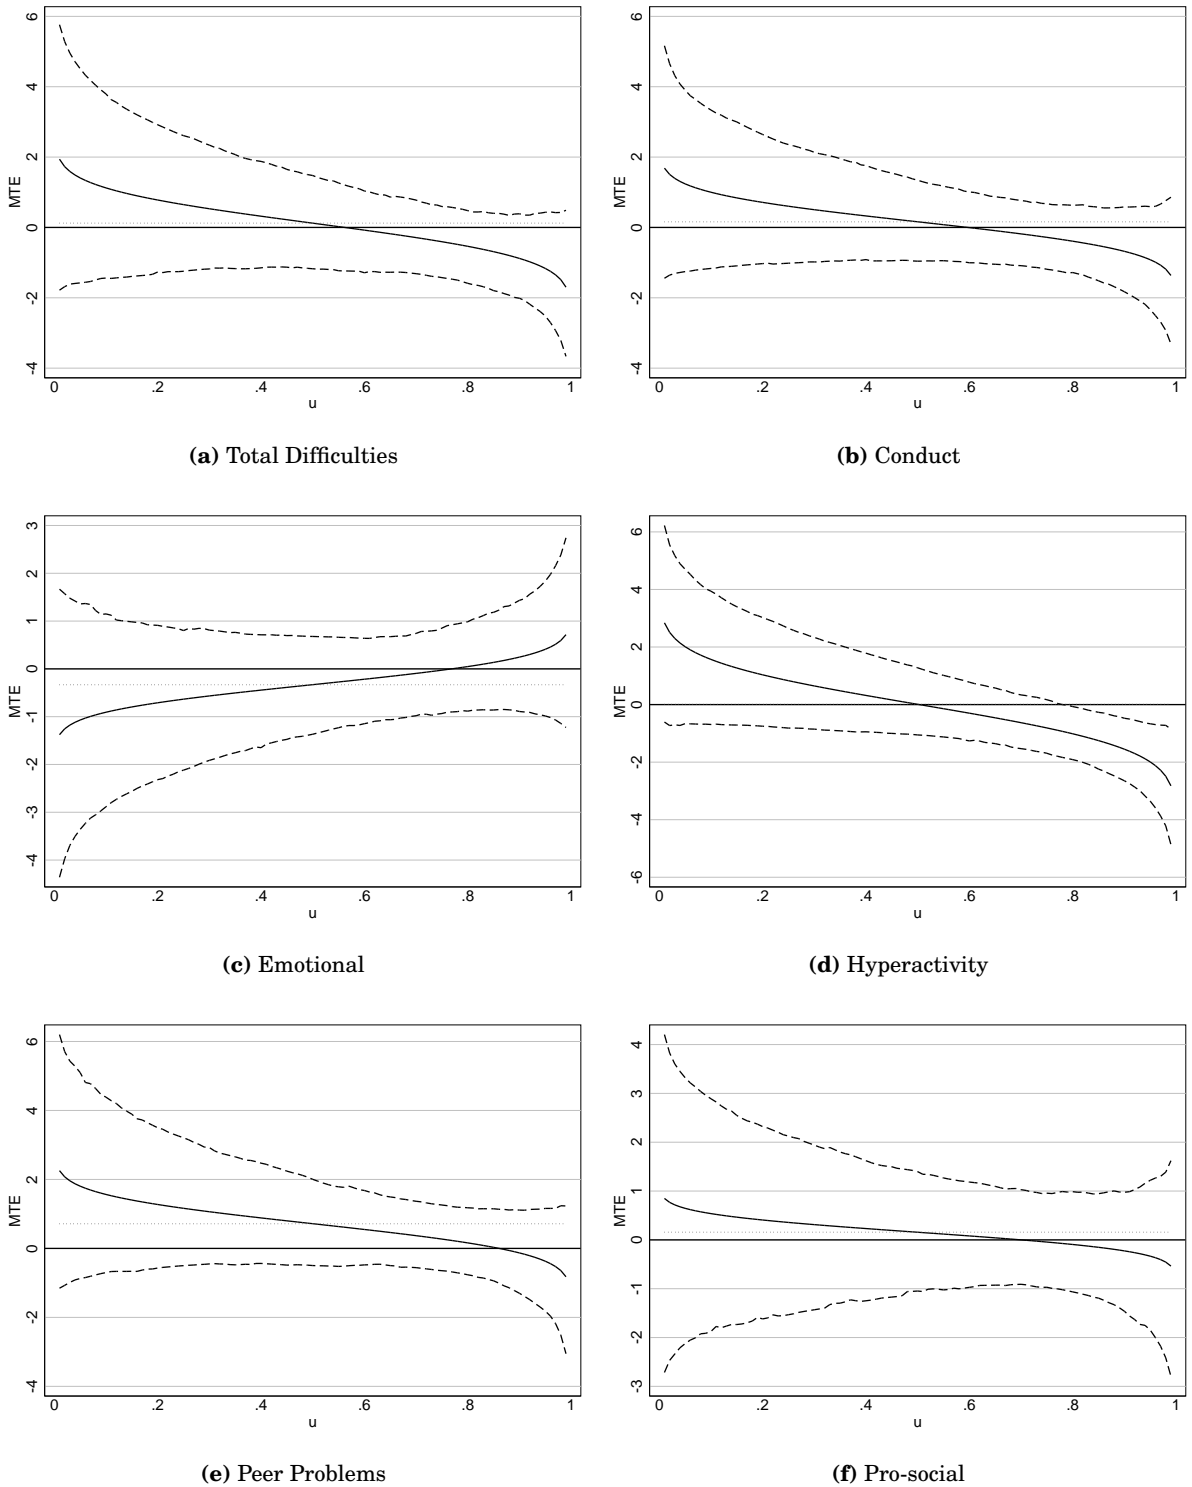 6
4
2
0
-2
-4
MTE
0 .2 .4 .6 .8 1
u
(a) Total Difficulties
6
4
2
0
-2
-4
MTE
0 .2 .4 .6 .8 1
u
(b) Conduct
3
2
1
0
-1
-2
-3
-4
MTE
0 .2 .4 .6 .8 1
u
(c) Emotional
6
4
2
0
-2
-4
-6
MTE
0 .2 .4 .6 .8 1
u
(d) Hyperactivity
6
4
2
0
-2
-4
MTE
0 .2 .4 .6 .8 1
u
(e) Peer Problems
4
3
2
1
0
-1
-2
-3
MTE
0 .2 .4 .6 .8 1
u
(f) Pro-social